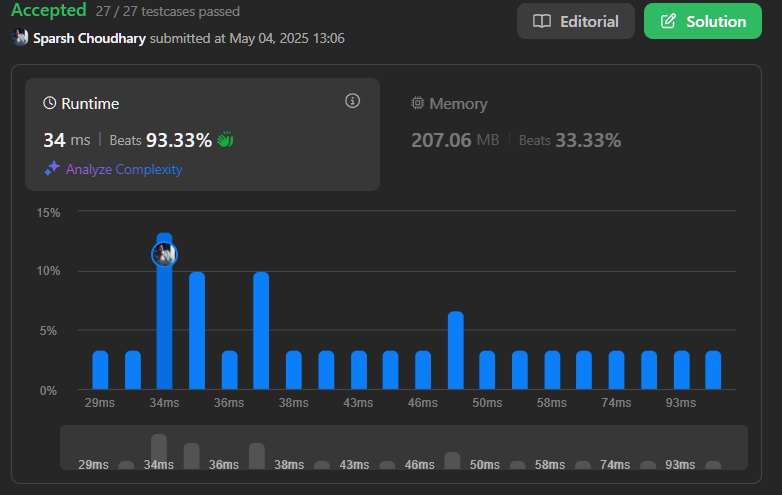 Accepted 27 / 27 testcases passed
Editorial
Solution
Sparsh Choudhary submitted at May 04, 2025 13:06
Runtime
34 ms | Beats 93.33%
Analyze Complexity
Memory
207.06 MB | Beats 33.33%
15%
10%
5%
0%
29ms 34ms 36ms 38ms 43ms 46ms 50ms 58ms 74ms 93ms
29ms 34ms 36ms 38ms 43ms 46ms 50ms 58ms 74ms 93ms